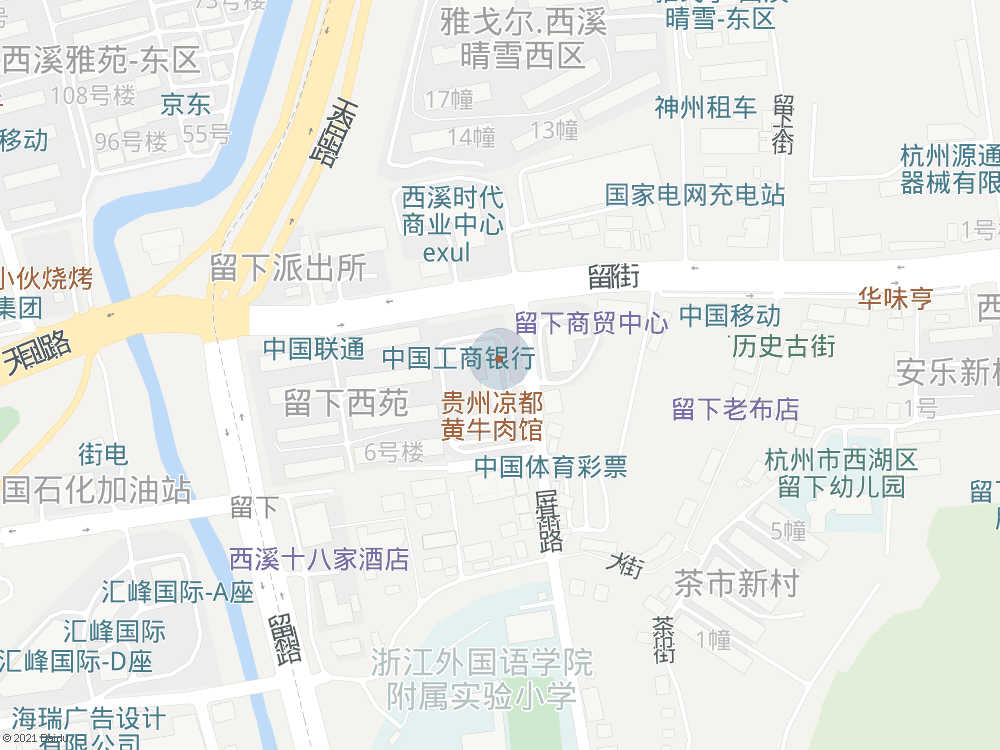 73号楼
雅戈尔.西溪
晴雪西区
晴雪-东区
西溪雅苑-东区
108号楼
京东
17幢
神州租车
留下大街
移动
96号楼
55号
14幢
13幢
天目山路
杭州源通
器械有限
西溪时代
商业中心
exul
国家电网充电站
1号
小伙烧烤
集团
留下派出所
留下街
华味亨
中国移动
留下商贸中心
西
天目山路
中国联通
中国工商银行
历史古街
安乐新村
1号
留下西苑
贵州凉都
黄牛肉馆
留下老布店
6号楼
街电
中国体育彩票
杭州市西湖区
留下幼儿园
国石化加油站
留下
留下
屏基路
5幢
西溪十八家酒店
大街
茶市新村
汇峰国际-A座
汇峰国际
汇峰国际-D座
茶市街
1幢
浙江外国语学院
附属实验小学
海瑞广告设计
有限公司
© 2021 Baidu